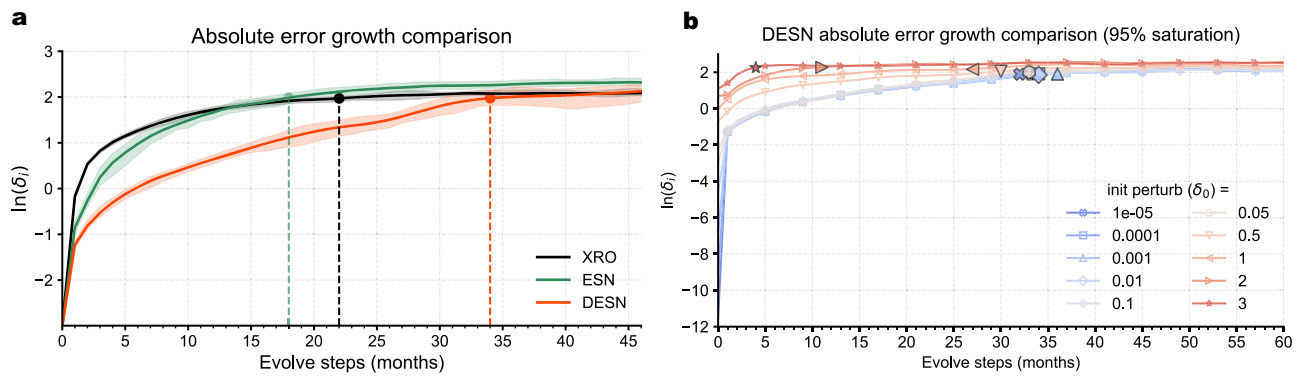 a
Absolute error growth comparison
ln(δi)
3
2
1
0
−1
−2
0 5 10 15 20 25 30 35 40 45
Evolve steps (months)
XRO
ESN
DESN
b
DESN absolute error growth comparison (95% saturation)
ln(δi)
2
0
−2
−4
−6
−8
−10
−12
0 5 10 15 20 25 30 35 40 45 50 55 60
Evolve steps (months)
init perturb (δ0) =
1e-05
0.0001
0.001
0.01
0.1
0.05
0.5
1
2
3